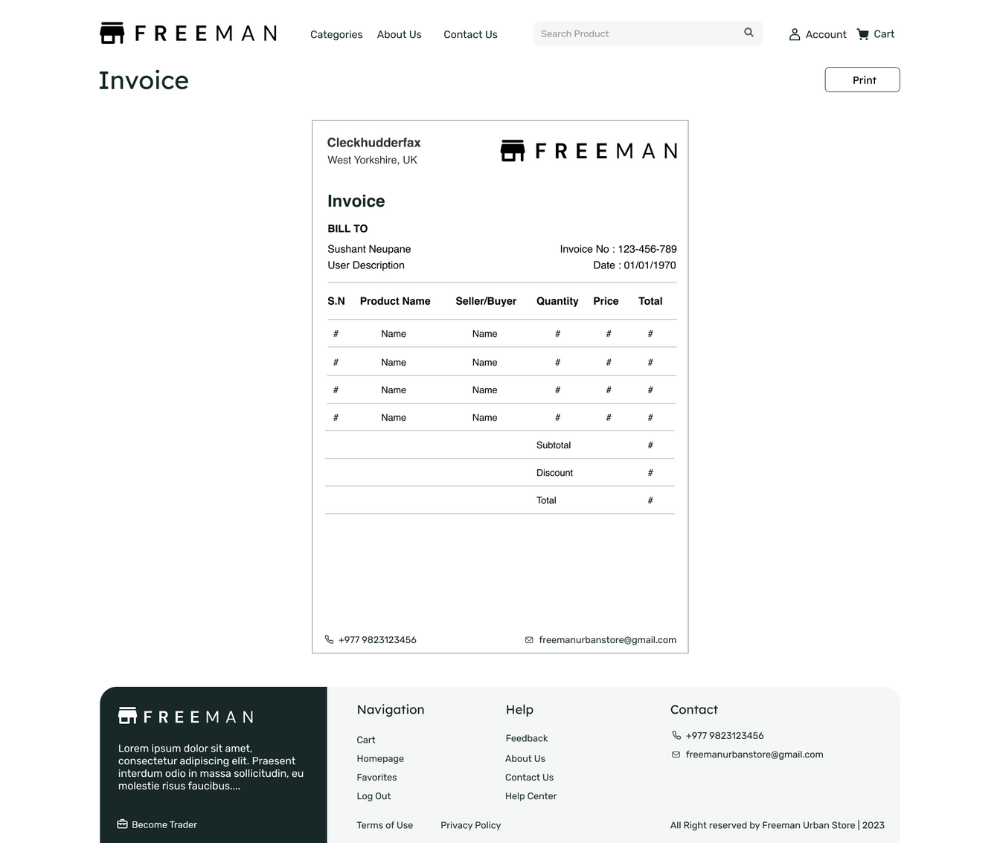 FREEMAN
Categories About Us Contact Us
Search Product
Account Cart
Invoice
Print
Cleckhudderfax
West Yorkshire, UK
FREEMAN
Invoice
BILL TO
Sushant Neupane
Invoice No : 123-456-789
User Description
Date : 01/01/1970
S.N Product Name Seller/Buyer Quantity Price Total
# Name Name # # #
# Name Name # # #
# Name Name # # #
# Name Name # # #
Subtotal #
Discount #
Total #
+977 9823123456
freemanurbanstore@gmail.com
FREEMAN
Lorem ipsum dolor sit amet,
consectetur adipiscing elit. Praesent
interdum odio in massa sollicitudin, eu
molestie risus faucibus....
Become Trader
Navigation
Cart
Homepage
Favorites
Log Out
Help
Feedback
About Us
Contact Us
Help Center
Contact
+977 9823123456
freemanurbanstore@gmail.com
Terms of Use Privacy Policy
All Right reserved by Freeman Urban Store | 2023